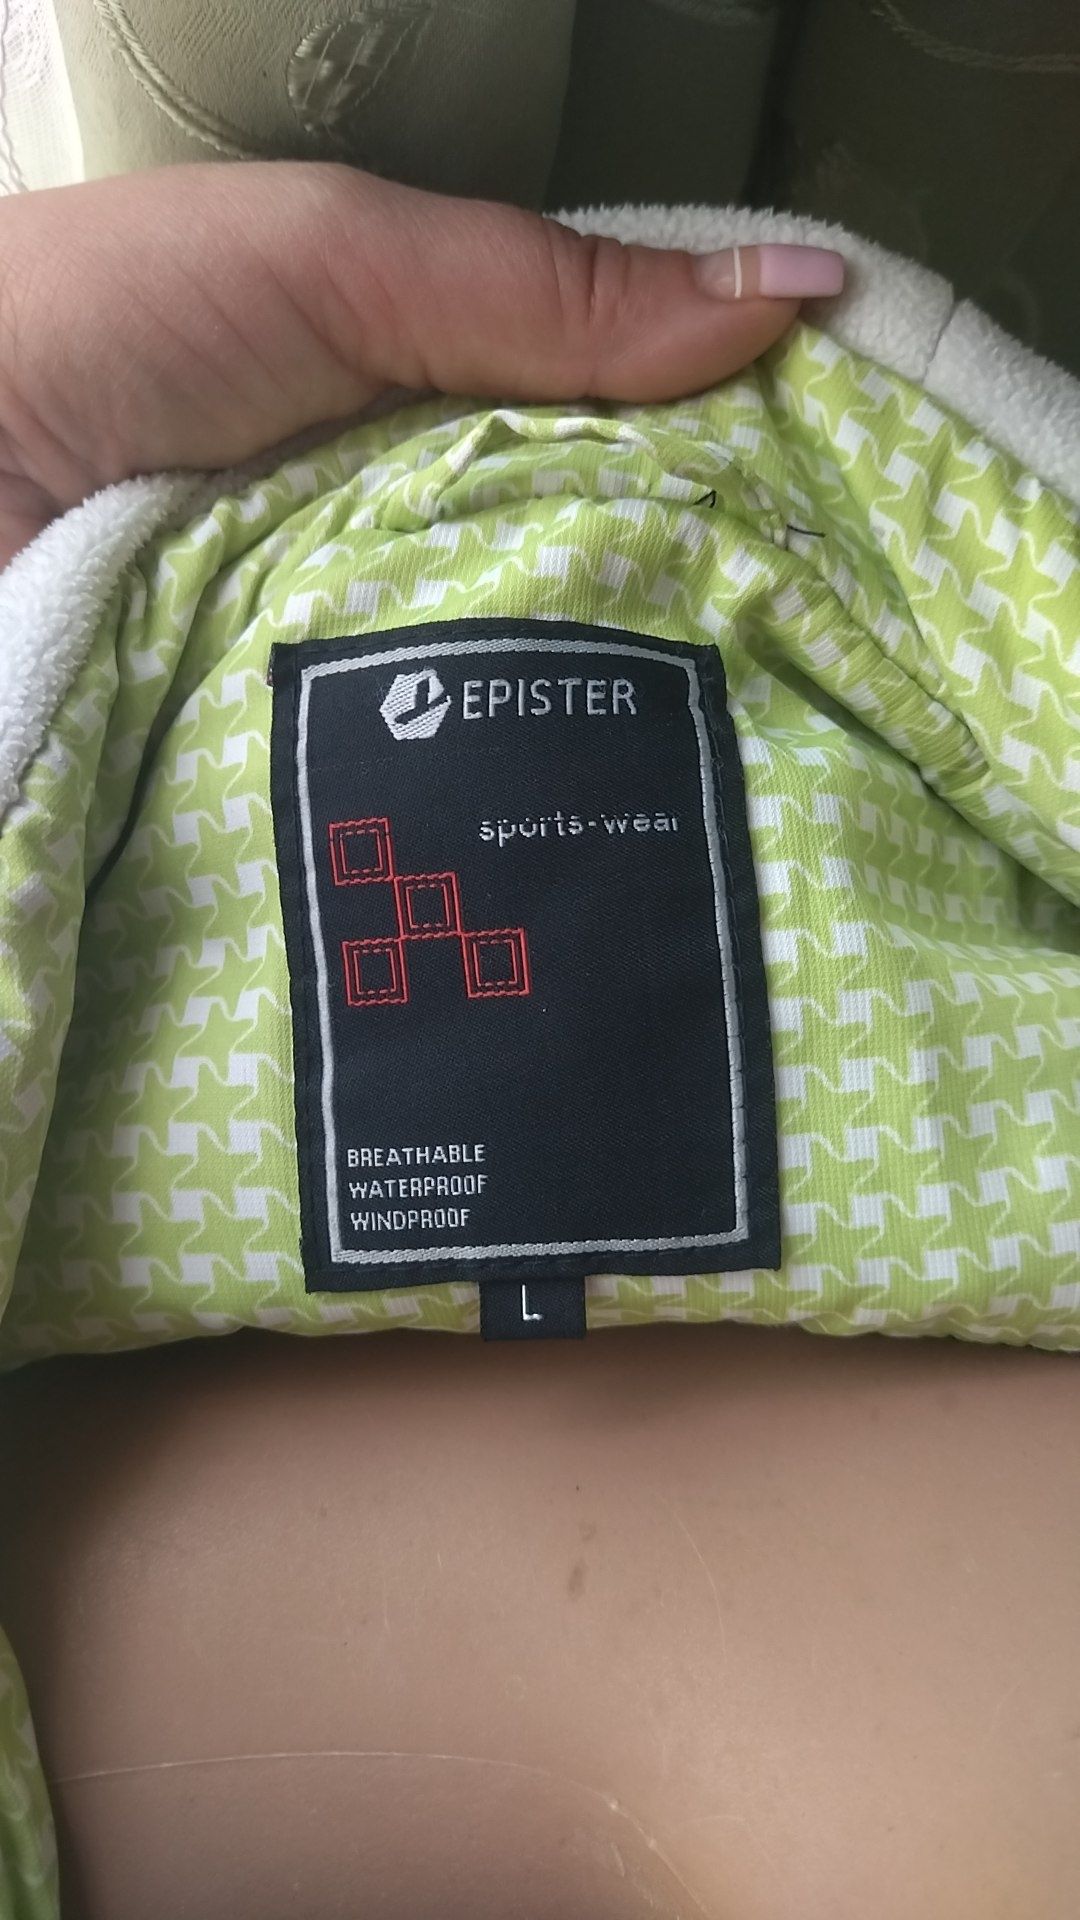 EPISTER
sports-wear
BREATHABLE
WATERPROOF
WINDPROOF
L